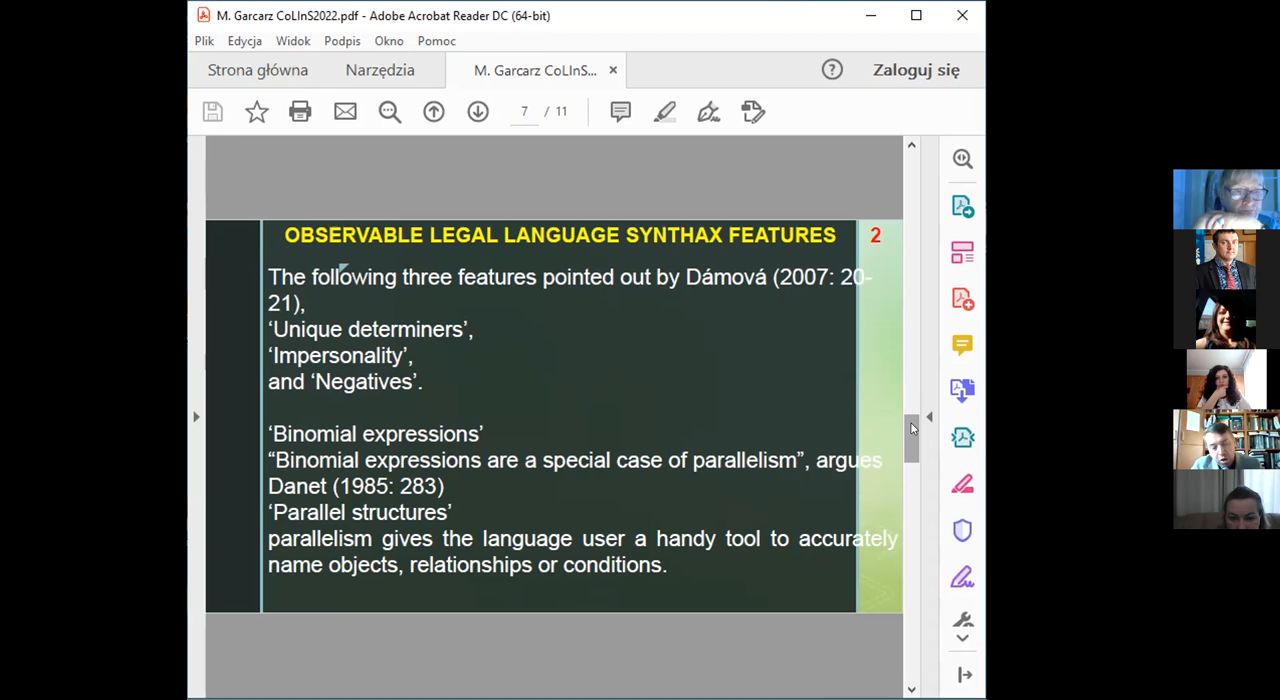 M. Garcarz CoLInS2022.pdf - Adobe Acrobat Reader DC (64-bit)
Plik Edycja Widok Podpis Okno Pomoc
Strona główna Narzędzia M. Garcarz CoLInS... Zaloguj się
7 / 11
OBSERVABLE LEGAL LANGUAGE SYNTHAX FEATURES 2
The following three features pointed out by Dámová (2007: 20-
21),
‘Unique determiners’,
‘Impersonality’,
and ‘Negatives’.
‘Binomial expressions’
“Binomial expressions are a special case of parallelism”, argues
Danet (1985: 283)
‘Parallel structures’
parallelism gives the language user a handy tool to accurately
name objects, relationships or conditions.